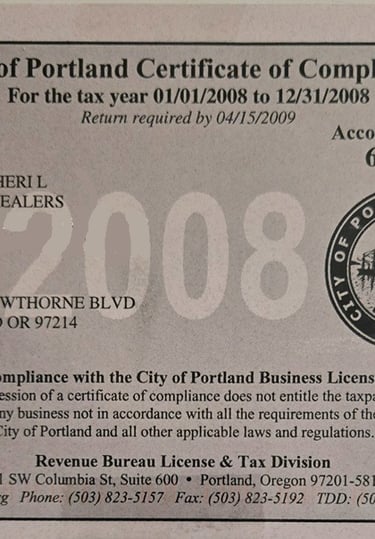 of Portland Certificate of Compl
For the tax year 01/01/2008 to 12/31/2008
Return required by 04/15/2009
Acco
6
HERI L
EALERS
2008
CITY OF PO
WTHORNE BLVD
D OR 97214
ompliance with the City of Portland Business Licens
ession of a certificate of compliance does not entitle the taxpa
ny business not in accordance with all the requirements of the
City of Portland and all other applicable laws and regulations.
Revenue Bureau License & Tax Division
1 SW Columbia St, Suite 600 • Portland, Oregon 97201-581
rg Phone: (503) 823-5157 Fax: (503) 823-5192 TDD: (50